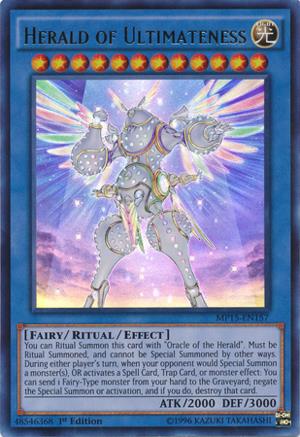 HERALD OF ULTIMATENESS
LIGHT
光
MP15-EN157
[FAIRY/RITUAL/EFFECT]
You can Ritual Summon this card with "Oracle of the Herald". Must be
Ritual Summoned, and cannot be Special Summoned by other ways.
During either player's turn, when your opponent would Special Summon
a monster(s), OR activates a Spell Card, Trap Card, or monster effect: You
can send 1 Fairy-Type monster from your hand to the Graveyard; negate
the Summon or activation, and if you do, destroy that card.
ATK/2000 DEF/3000
48546368 1st Edition ©1996 KAZUKI TAKAHASHI